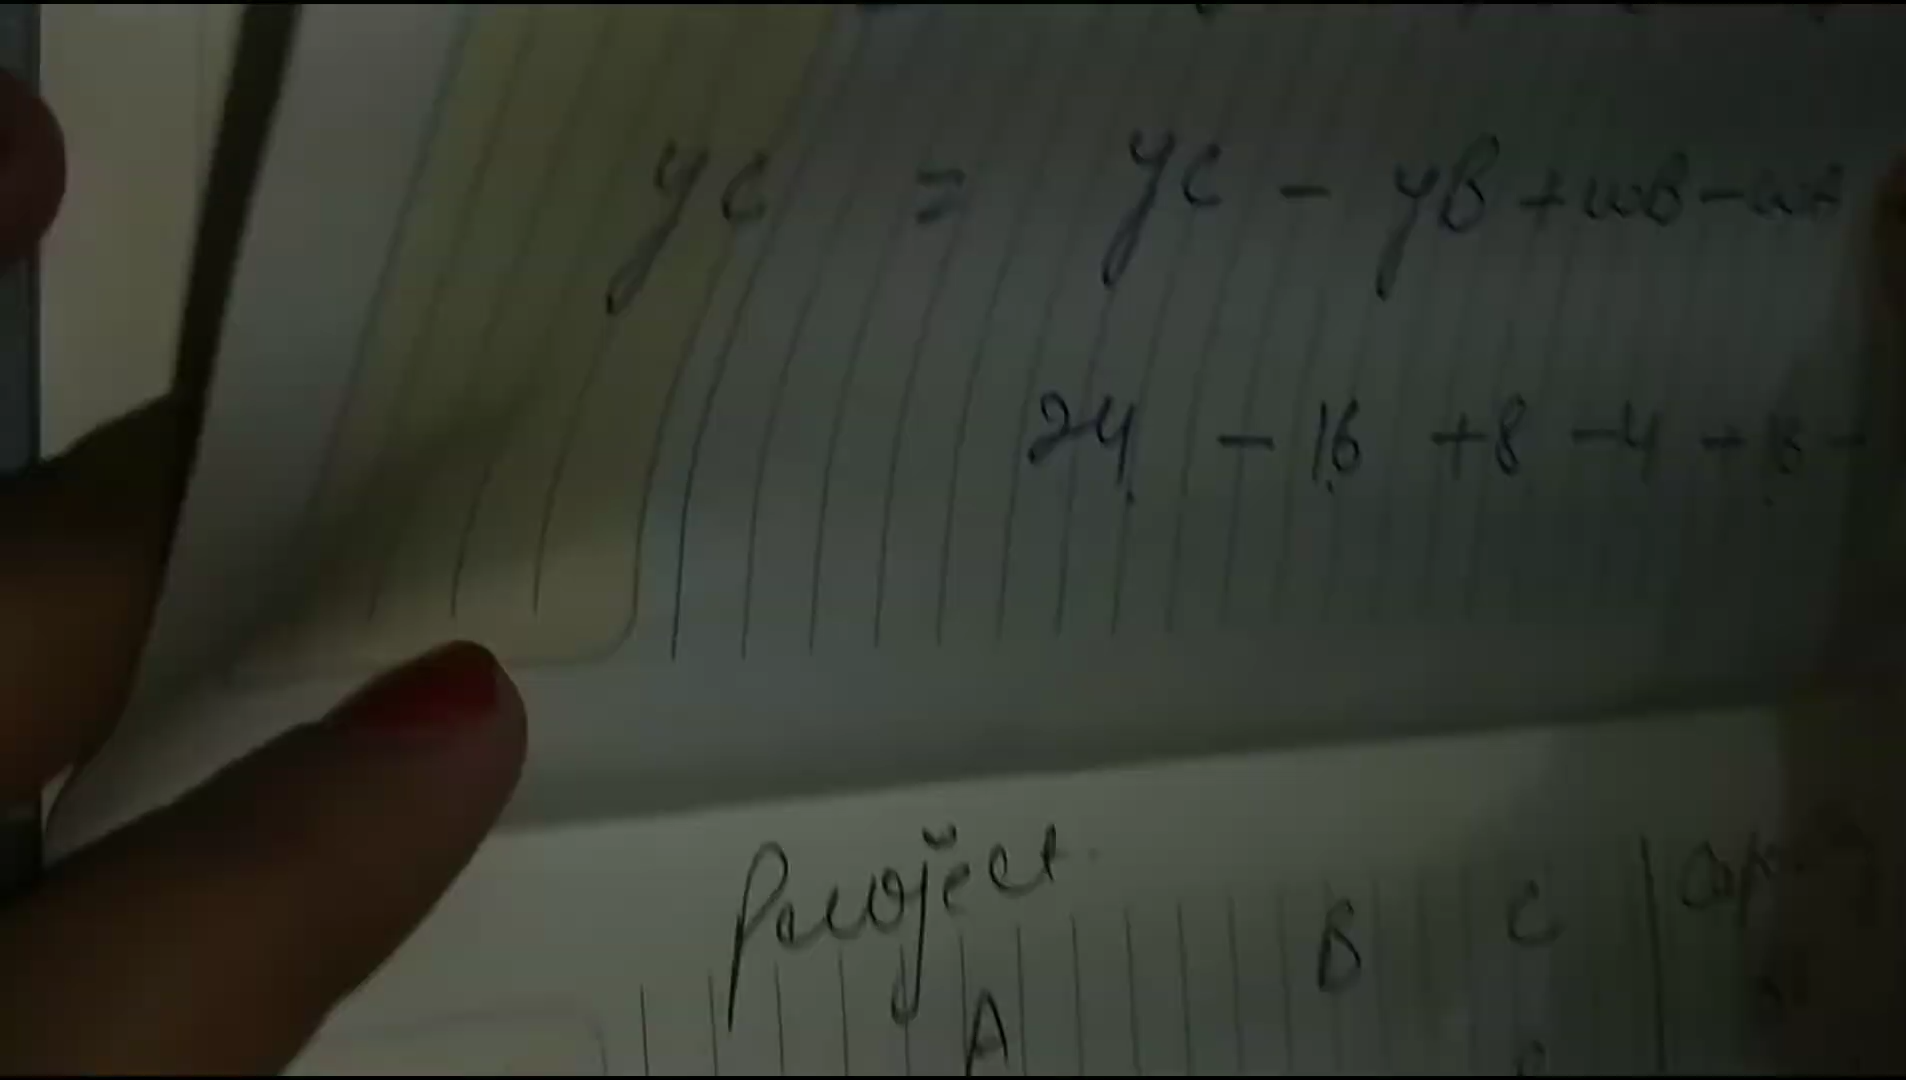 yc = yc - yB + wB - wA
24 - 16 + 8 - 4 +
Project
A B C